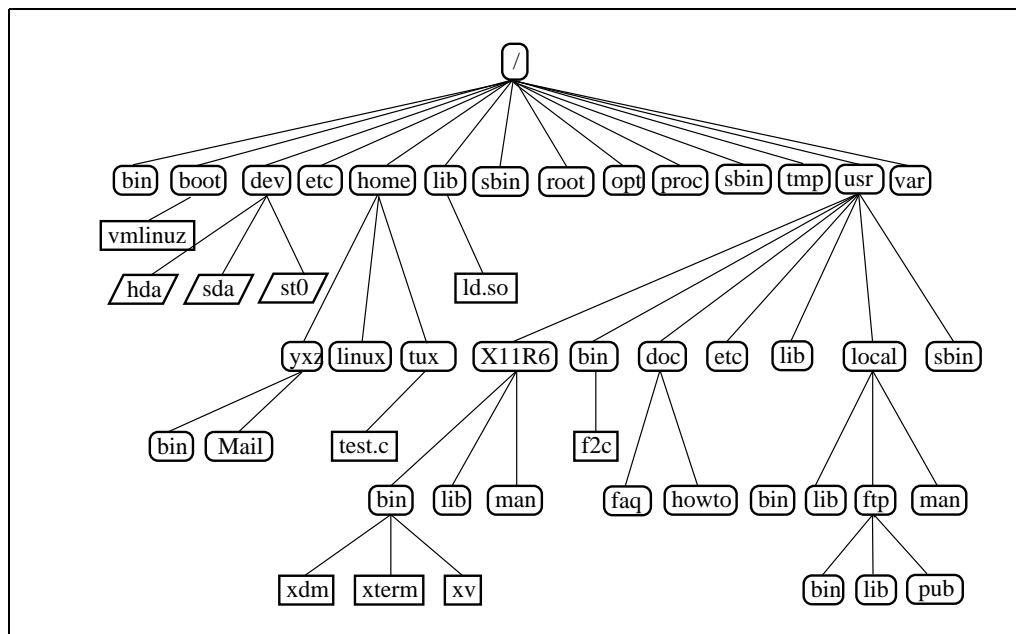 /
bin boot dev etc home lib sbin root opt proc sbin tmp usr var
vmlinuz
hda sda st0 ld.so
yxz linux tux X11R6 bin doc etc lib local sbin
bin Mail test.c f2c
bin lib man faq howto bin lib ftp man
xdm xterm xv bin lib pub